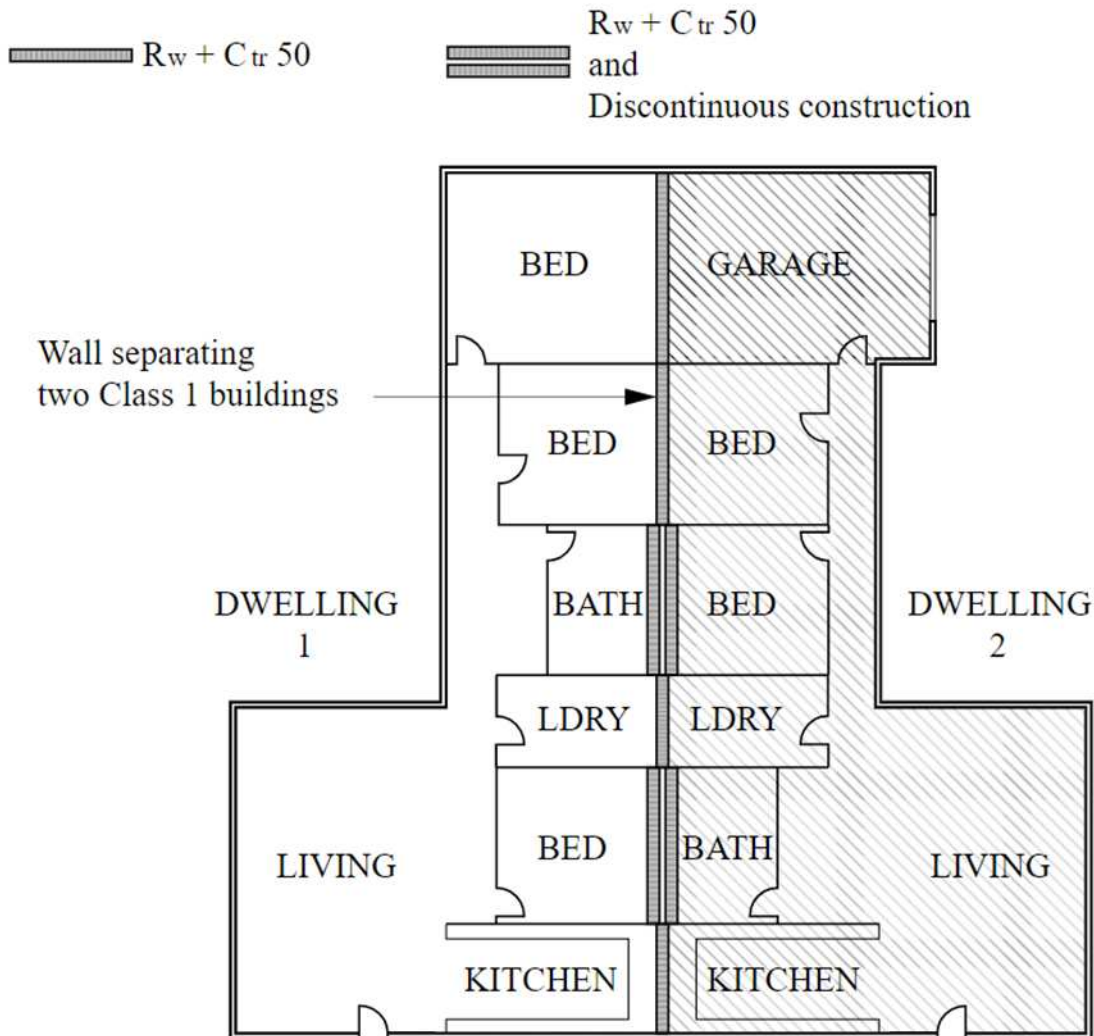 Rw + Ctr 50
Rw + Ctr 50
and
Discontinuous construction
BED
GARAGE
Wall separating
two Class 1 buildings
BED
BED
DWELLING
1
BATH
BED
DWELLING
2
LDRY
LDRY
LIVING
BED
BATH
LIVING
KITCHEN
KITCHEN